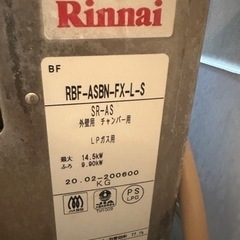 Rinnai
BF
RBF-ASBN-FX-L-S
SR-AS
外壁用 チャンバー用
LPガス用
最大 14.5kW
ふろ 9.90kW
20.02-200600
KG
PS
LPG